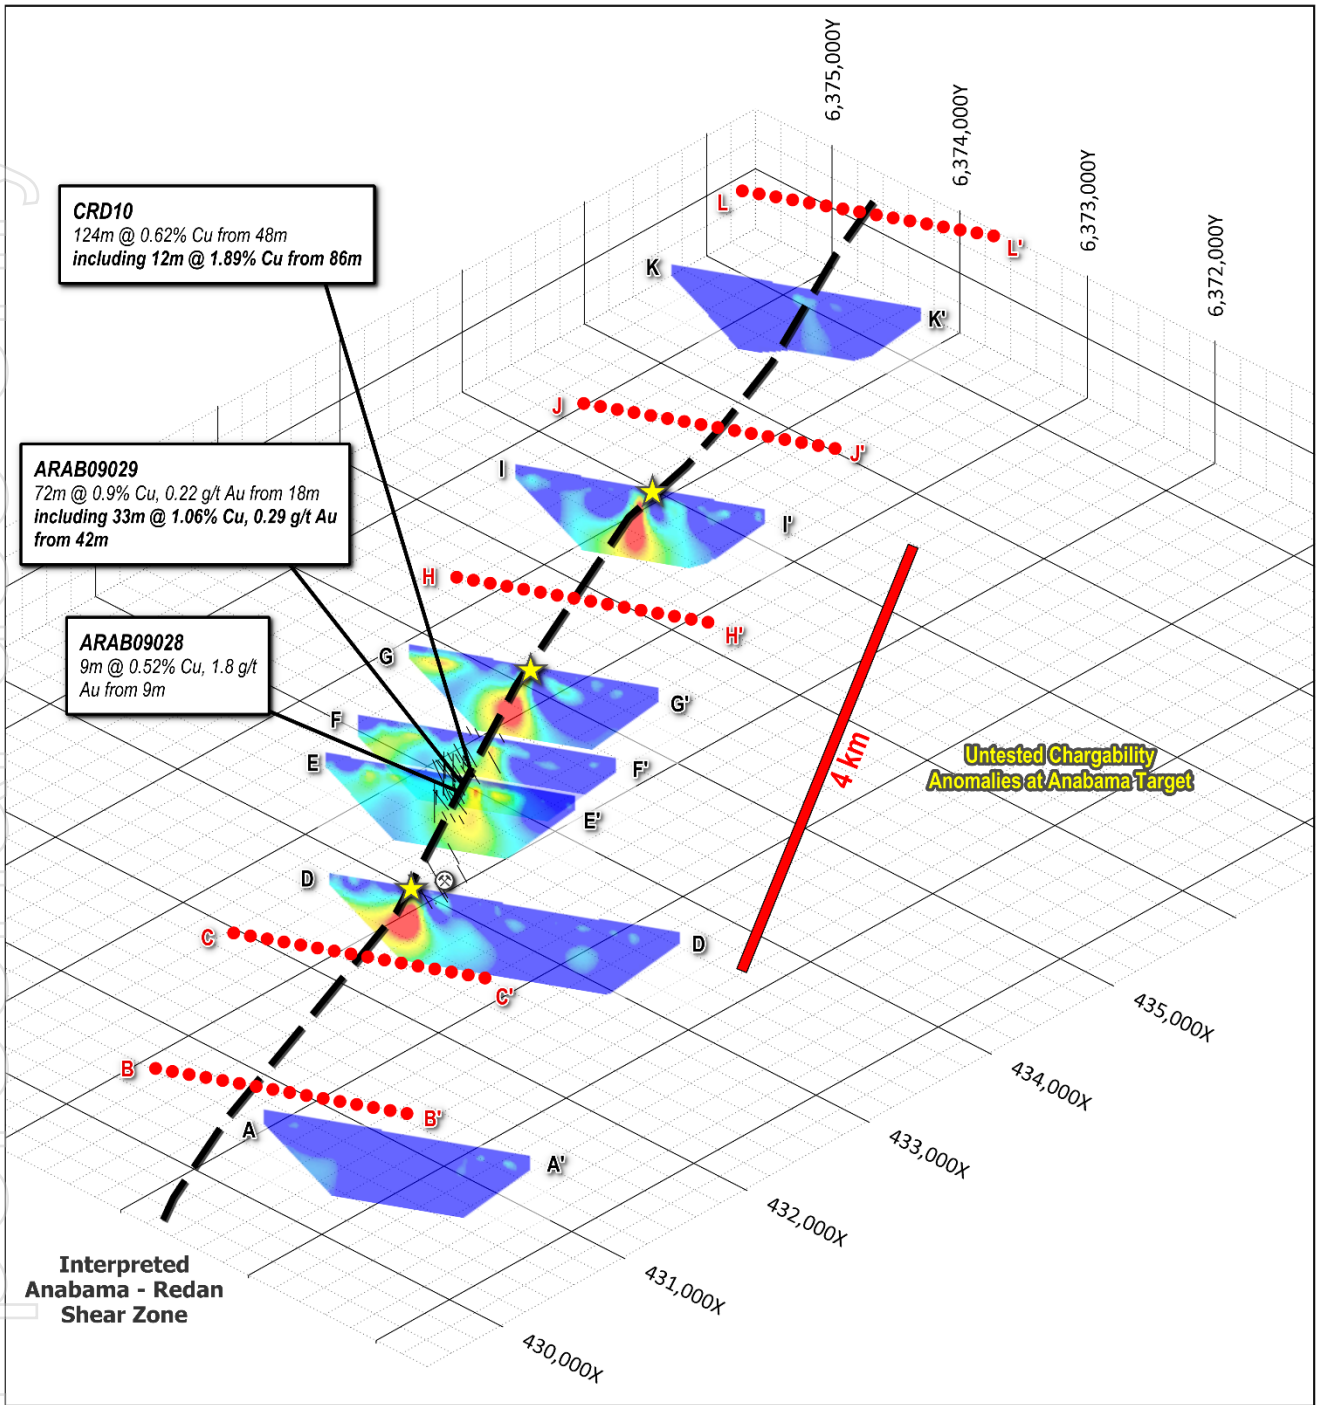 6,375,000Y
6,374,000Y
6,373,000Y
6,372,000Y
CRD10
124m @ 0.62% Cu from 48m
including 12m @ 1.89% Cu from 86m
L
L'
K
K'
J
J'
ARAB09029
72m @ 0.9% Cu, 0.22 g/t Au from 18m
including 33m @ 1.06% Cu, 0.29 g/t Au
from 42m
I
I'
H
H'
ARAB09028
9m @ 0.52% Cu, 1.8 g/t
Au from 9m
G
G'
F
F'
E
E'
4 km
Untested Chargability
Anomalies at Anabama Target
D
D
C
C'
B
B'
A
A'
435,000X
434,000X
433,000X
432,000X
431,000X
430,000X
Interpreted
Anabama - Redan
Shear Zone